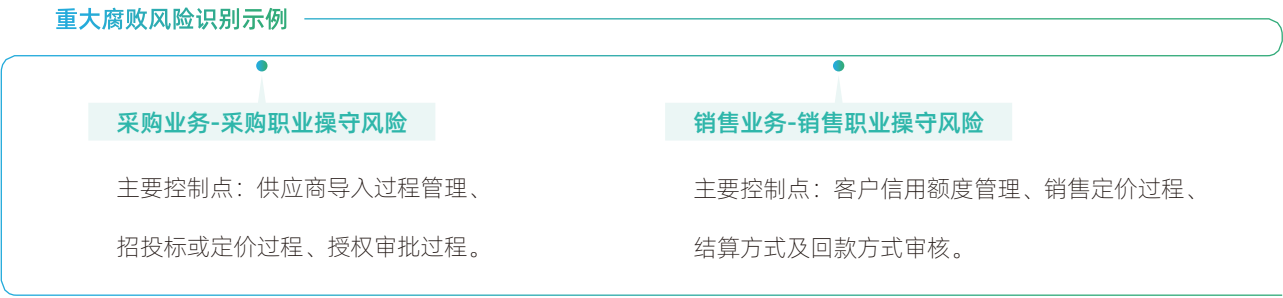 重大腐败风险识别示例
采购业务-采购职业操守风险
主要控制点：供应商导入过程管理、
招投标或定价过程、授权审批过程。
销售业务-销售职业操守风险
主要控制点：客户信用额度管理、销售定价过程、
结算方式及回款方式审核。